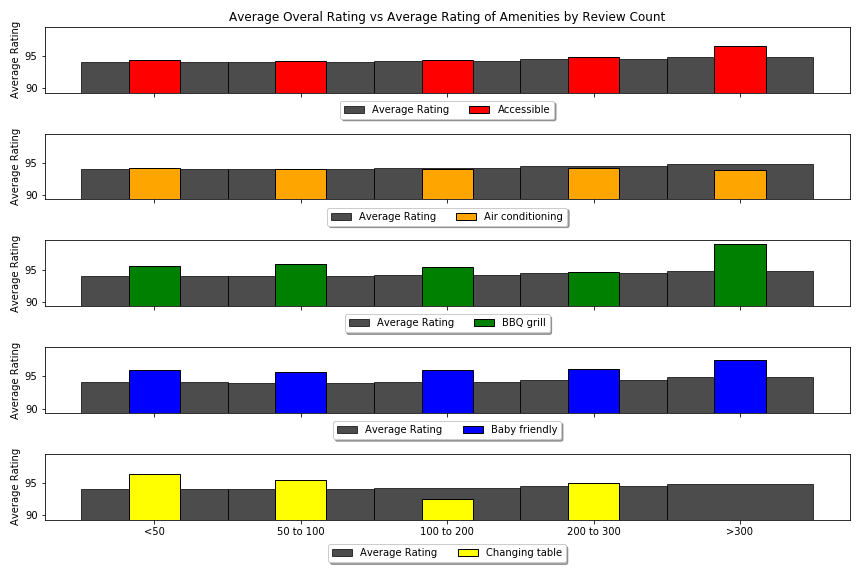 Average Overal Rating vs Average Rating of Amenities by Review Count
Average Rating
95
90
Average Rating Accessible
Average Rating
95
90
Average Rating Air conditioning
Average Rating
95
90
Average Rating BBQ grill
Average Rating
95
90
Average Rating Baby friendly
Average Rating
95
90
<50 50 to 100 100 to 200 200 to 300 >300
Average Rating Changing table